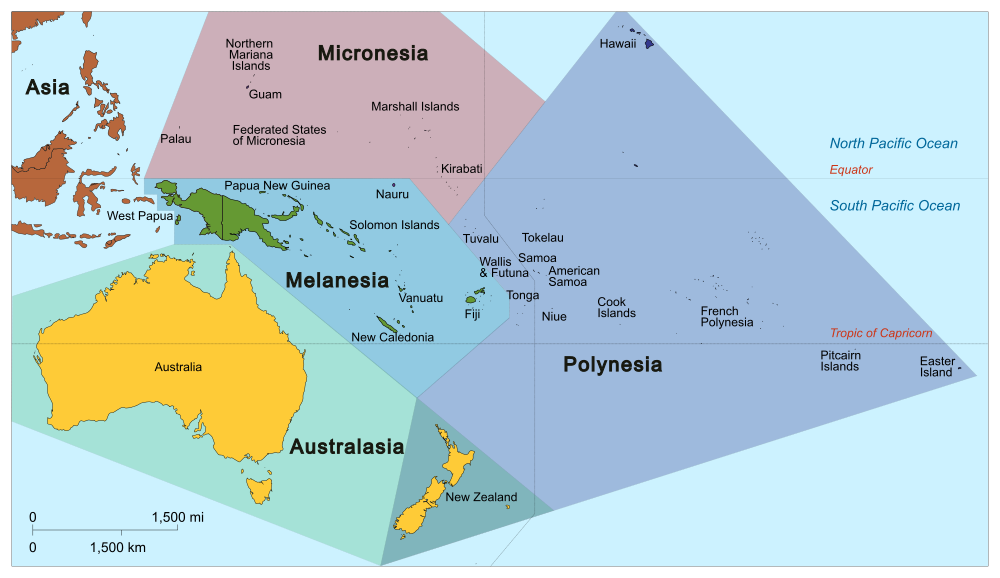 Hawaii
Northern
Mariana
Islands
Micronesia
Asia
Guam
Marshall Islands
Federated States
of Micronesia
Palau
North Pacific Ocean
Kirabati
Equator
Papua New Guinea
Nauru
South Pacific Ocean
West Papua
Solomon Islands
Tuvalu
Tokelau
Samoa
Wallis
& Futuna
American
Samoa
Melanesia
Vanuatu
Tonga
Cook
Islands
Fiji
Niue
French
Polynesia
New Caledonia
Tropic of Capricorn
Pitcairn
Islands
Easter
Island
Australia
Polynesia
Australasia
New Zealand
0 1,500 mi
0 1,500 km